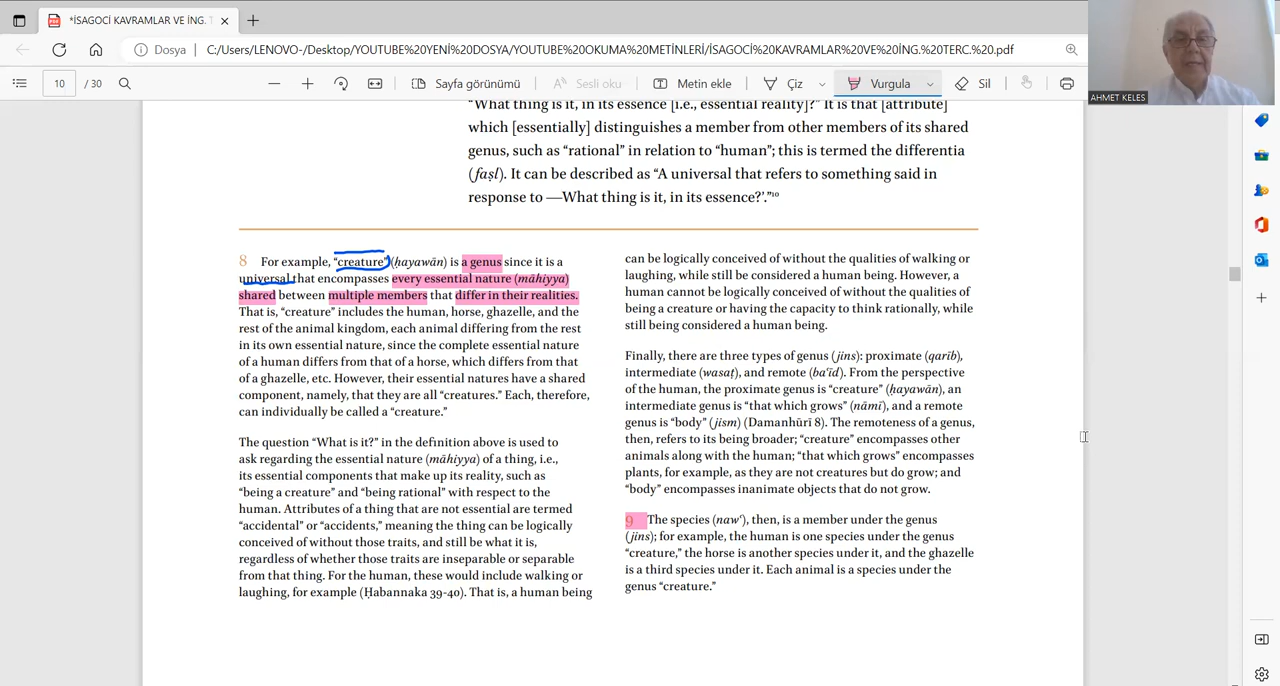 *İSAGOCİ KAVRAMLAR VE İNG. T
Dosya
C:/Users/LENOVO-/Desktop/YOUTUBE%20YENİ%20DOSYA/YOUTUBE%20OKUMA%20METİNLERİ/İSAGOCİ%20KAVRAMLAR%20VE%20İNG.%20TERC.%20.pdf
10 / 30
Sayfa görünümü
Sesli oku
Metin ekle
Çiz
Vurgula
Sil
AHMET KELES
“What thing is it, in its essence [i.e., essential reality]?” It is that [attribute]
which [essentially] distinguishes a member from other members of its shared
genus, such as “rational” in relation to “human”; this is termed the differentia
(faṣl). It can be described as “A universal that refers to something said in
response to —What thing is it, in its essence?’.”¹⁰
8 For example, “creature” (ḥayawān) is a genus since it is a
universal that encompasses every essential nature (māhiyya)
shared between multiple members that differ in their realities.
That is, “creature” includes the human, horse, ghazelle, and the
rest of the animal kingdom, each animal differing from the rest
in its own essential nature, since the complete essential nature
of a human differs from that of a horse, which differs from that
of a ghazelle, etc. However, their essential natures have a shared
component, namely, that they are all “creatures.” Each, therefore,
can individually be called a “creature.”
The question “What is it?” in the definition above is used to
ask regarding the essential nature (māhiyya) of a thing, i.e.,
its essential components that make up its reality, such as
“being a creature” and “being rational” with respect to the
human. Attributes of a thing that are not essential are termed
“accidental” or “accidents,” meaning the thing can be logically
conceived of without those traits, and still be what it is,
regardless of whether those traits are inseparable or separable
from that thing. For the human, these would include walking or
laughing, for example (Ḥabannaka 39-40). That is, a human being
can be logically conceived of without the qualities of walking or
laughing, while still be considered a human being. However, a
human cannot be logically conceived of without the qualities of
being a creature or having the capacity to think rationally, while
still being considered a human being.
Finally, there are three types of genus (jins): proximate (qarīb),
intermediate (wasaṭ), and remote (ba‘īd). From the perspective
of the human, the proximate genus is “creature” (ḥayawān), an
intermediate genus is “that which grows” (nāmī), and a remote
genus is “body” (jism) (Damanhūrī 8). The remoteness of a genus,
then, refers to its being broader; “creature” encompasses other
animals along with the human; “that which grows” encompasses
plants, for example, as they are not creatures but do grow; and
“body” encompasses inanimate objects that do not grow.
9 The species (naw‘), then, is a member under the genus
(jins); for example, the human is one species under the genus
“creature,” the horse is another species under it, and the ghazelle
is a third species under it. Each animal is a species under the
genus “creature.”